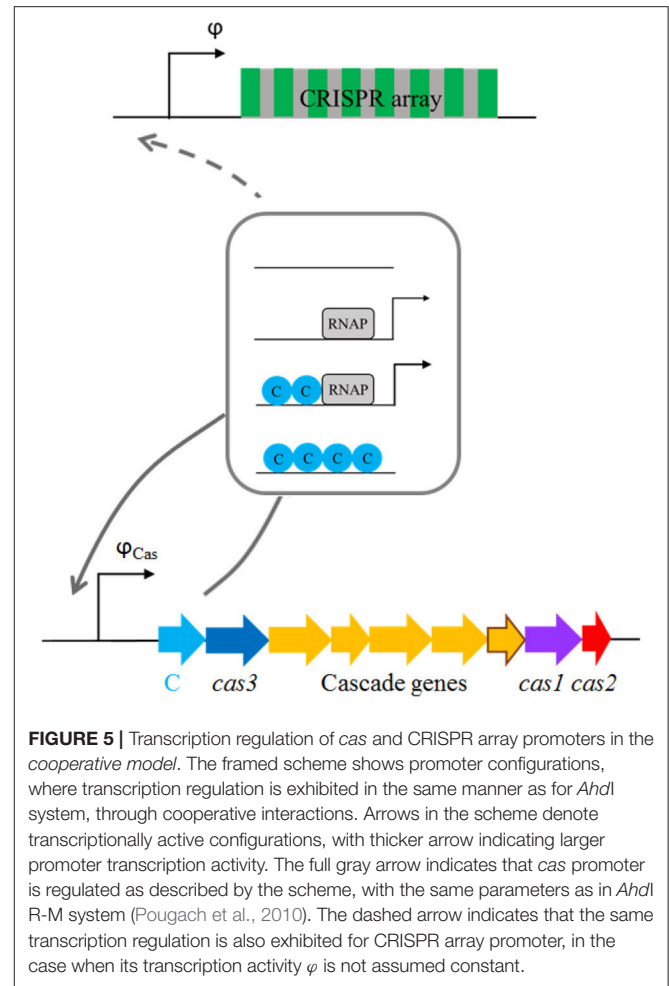 φ
CRISPR array
RNAP
C C RNAP
C C C C
φCas
C cas3 Cascade genes cas1 cas2
FIGURE 5 | Transcription regulation of cas and CRISPR array promoters in the
cooperative model. The framed scheme shows promoter configurations,
where transcription regulation is exhibited in the same manner as for AhdI
system, through cooperative interactions. Arrows in the scheme denote
transcriptionally active configurations, with thicker arrow indicating larger
promoter transcription activity. The full gray arrow indicates that cas promoter
is regulated as described by the scheme, with the same parameters as in AhdI
R-M system (Pougach et al., 2010). The dashed arrow indicates that the same
transcription regulation is also exhibited for CRISPR array promoter, in the
case when its transcription activity φ is not assumed constant.